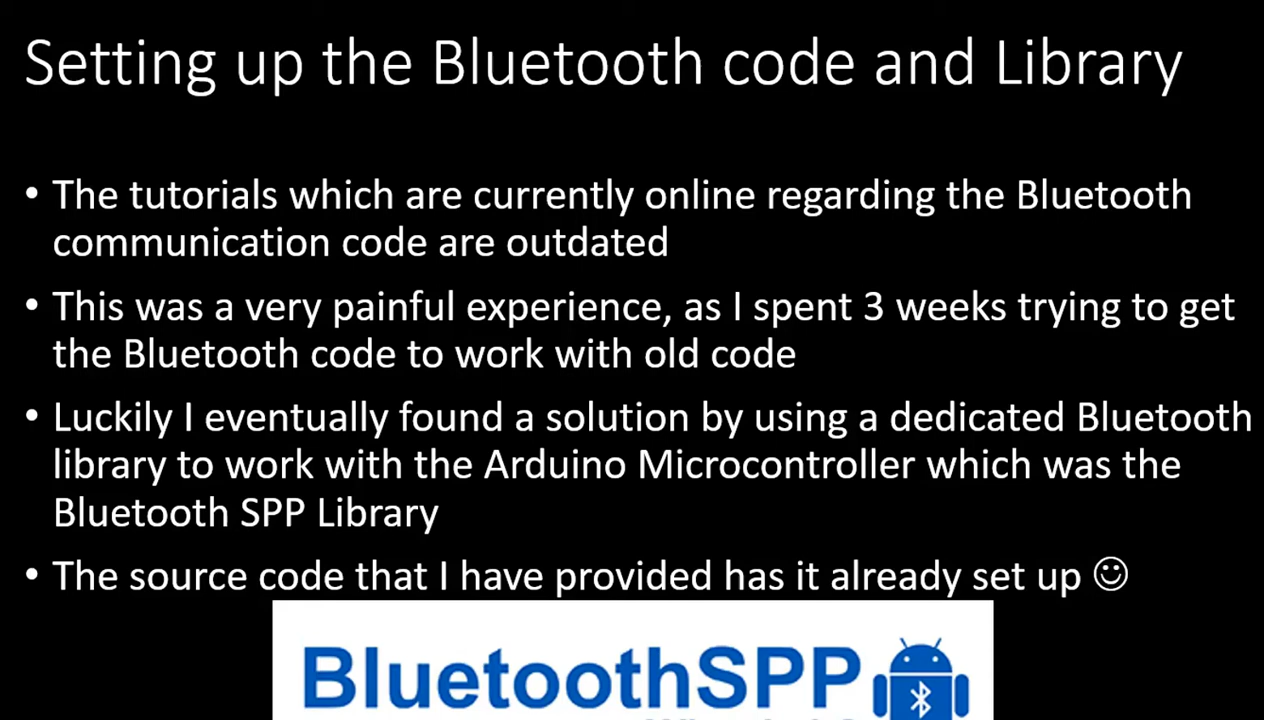 Setting up the Bluetooth code and Library
• The tutorials which are currently online regarding the Bluetooth
communication code are outdated
• This was a very painful experience, as I spent 3 weeks trying to get
the Bluetooth code to work with old code
• Luckily I eventually found a solution by using a dedicated Bluetooth
library to work with the Arduino Microcontroller which was the
Bluetooth SPP Library
• The source code that I have provided has it already set up ☺
BluetoothSPP